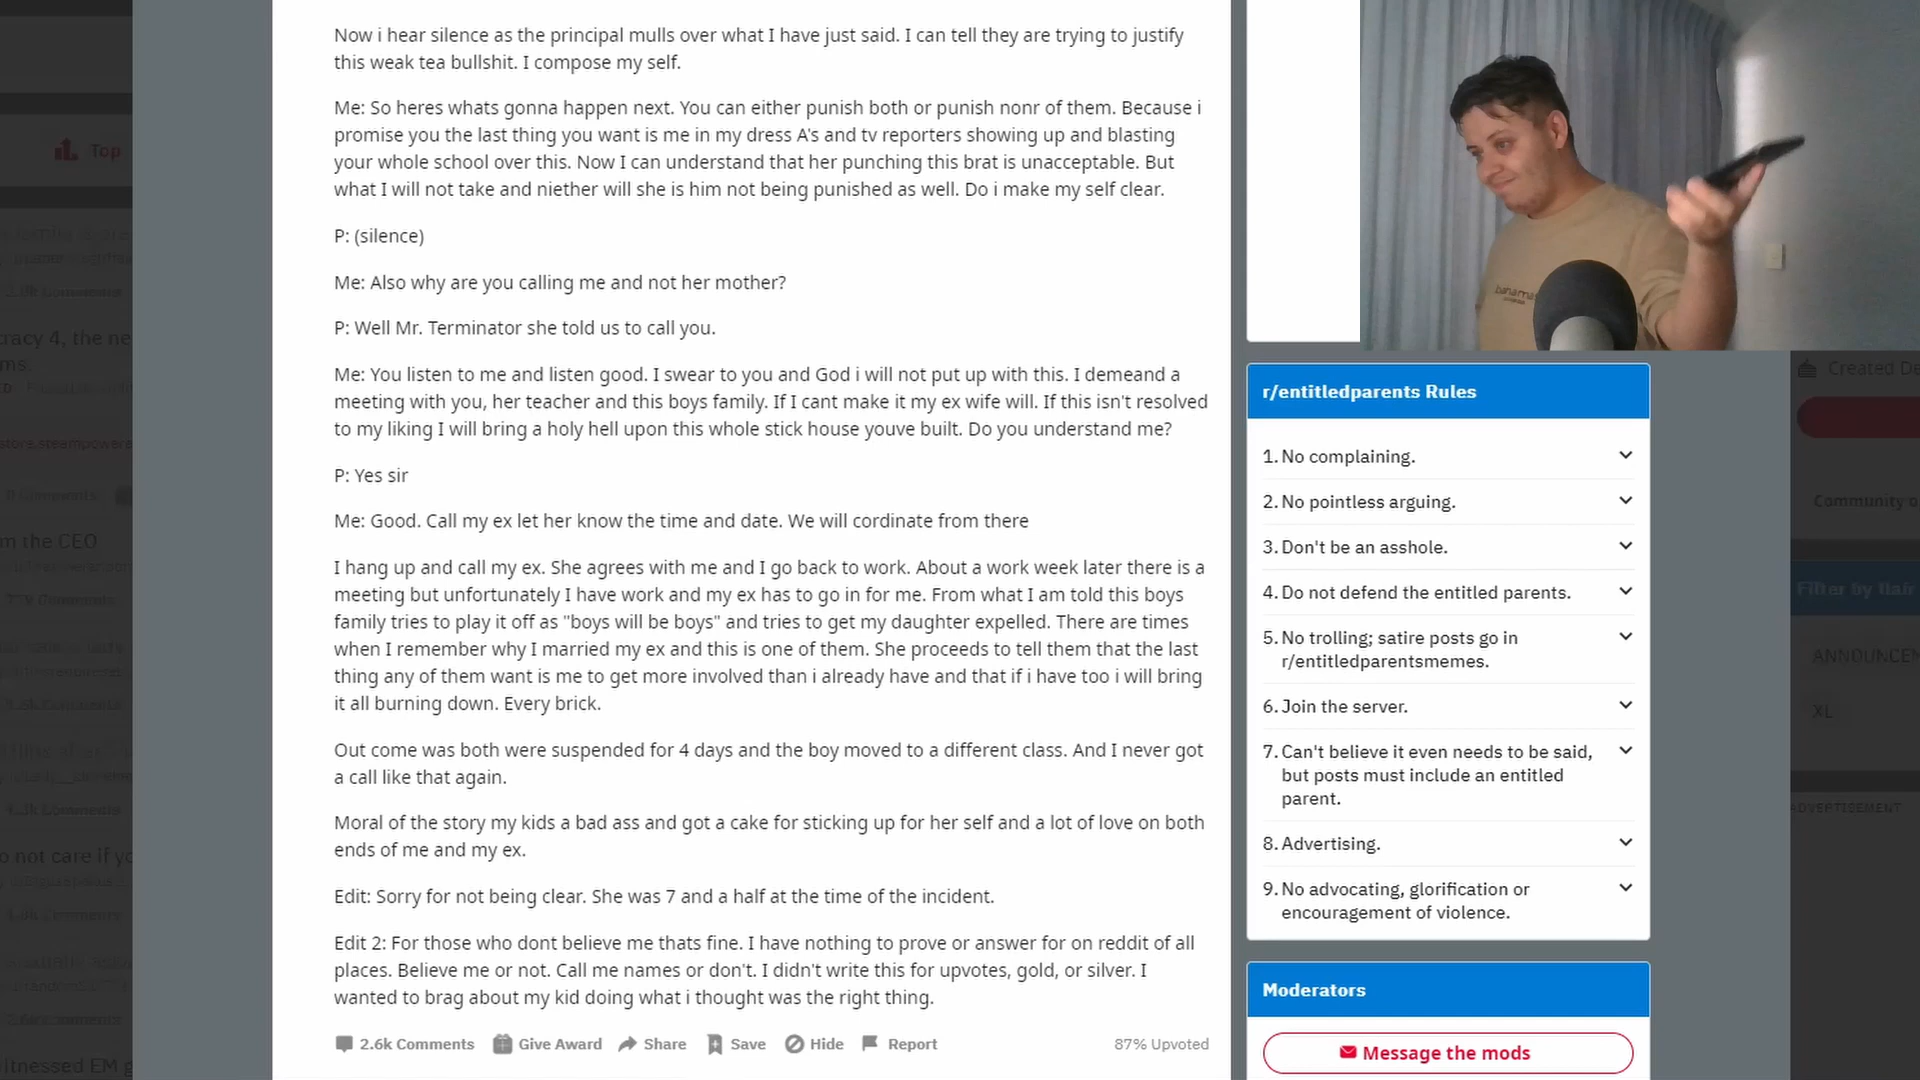 Now i hear silence as the principal mulls over what I have just said. I can tell they are trying to justify
this weak tea bullshit. I compose my self.
Me: So heres whats gonna happen next. You can either punish both or punish nonr of them. Because i
promise you the last thing you want is me in my dress A's and tv reporters showing up and blasting
your whole school over this. Now I can understand that her punching this brat is unacceptable. But
what I will not take and niether will she is him not being punished as well. Do i make my self clear.
P: (silence)
Me: Also why are you calling me and not her mother?
P: Well Mr. Terminator she told us to call you.
Me: You listen to me and listen good. I swear to you and God i will not put up with this. I demeand a
meeting with you, her teacher and this boys family. If I cant make it my ex wife will. If this isn't resolved
to my liking I will bring a holy hell upon this whole stick house youve built. Do you understand me?
P: Yes sir
Me: Good. Call my ex let her know the time and date. We will cordinate from there
I hang up and call my ex. She agrees with me and I go back to work. About a work week later there is a
meeting but unfortunately I have work and my ex has to go in for me. From what I am told this boys
family tries to play it off as "boys will be boys" and tries to get my daughter expelled. There are times
when I remember why I married my ex and this is one of them. She proceeds to tell them that the last
thing any of them want is me to get more involved than i already have and that if i have too i will bring
it all burning down. Every brick.
Out come was both were suspended for 4 days and the boy moved to a different class. And I never got
a call like that again.
Moral of the story my kids a bad ass and got a cake for sticking up for her self and a lot of love on both
ends of me and my ex.
Edit: Sorry for not being clear. She was 7 and a half at the time of the incident.
Edit 2: For those who dont believe me thats fine. I have nothing to prove or answer for on reddit of all
places. Believe me or not. Call me names or don't. I didn't write this for upvotes, gold, or silver. I
wanted to brag about my kid doing what i thought was the right thing.
2.6k Comments Give Award Share Save Hide Report 87% Upvoted
r/entitledparents Rules
1. No complaining.
2. No pointless arguing.
3. Don't be an asshole.
4. Do not defend the entitled parents.
5. No trolling; satire posts go in
r/entitledparentsmemes.
6. Join the server.
7. Can't believe it even needs to be said,
but posts must include an entitled
parent.
8. Advertising.
9. No advocating, glorification or
encouragement of violence.
Moderators
Message the mods
Top
racy 4, the ne
m the CEO
o not care if yo
itnessed EM g
Created De
Community o
Filter by flair
ANNOUNCEN
XL
ADVERTISEMENT